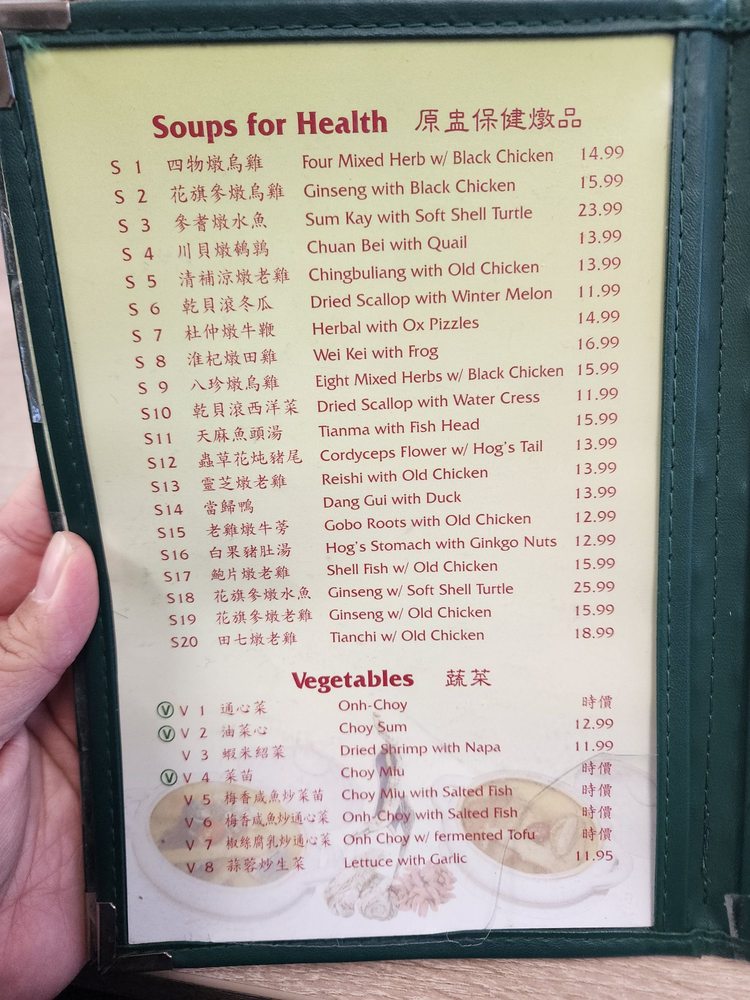 Soups for Health 原盅保健燉品
S 1 四物燉烏雞 Four Mixed Herb w/ Black Chicken 14.99
S 2 花旗參燉烏雞 Ginseng with Black Chicken 15.99
S 3 參耆燉水魚 Sum Kay with Soft Shell Turtle 23.99
S 4 川貝燉鵪鶉 Chuan Bei with Quail 13.99
S 5 清補涼燉老雞 Chingbuliang with Old Chicken 13.99
S 6 乾貝滾冬瓜 Dried Scallop with Winter Melon 11.99
S 7 杜仲燉牛鞭 Herbal with Ox Pizzles 14.99
S 8 淮杞燉田雞 Wei Kei with Frog 16.99
S 9 八珍燉烏雞 Eight Mixed Herbs w/ Black Chicken 15.99
S10 乾貝滾西洋菜 Dried Scallop with Water Cress 11.99
S11 天麻魚頭湯 Tianma with Fish Head 15.99
S12 蟲草花炖豬尾 Cordyceps Flower w/ Hog's Tail 13.99
S13 靈芝燉老雞 Reishi with Old Chicken 13.99
S14 當歸鴨 Dang Gui with Duck 13.99
S15 老雞燉牛蒡 Gobo Roots with Old Chicken 12.99
S16 白果豬肚湯 Hog's Stomach with Ginkgo Nuts 12.99
S17 鮑片燉老雞 Shell Fish w/ Old Chicken 15.99
S18 花旗參燉水魚 Ginseng w/ Soft Shell Turtle 25.99
S19 花旗參燉老雞 Ginseng w/ Old Chicken 15.99
S20 田七燉老雞 Tianchi w/ Old Chicken 18.99
Vegetables 蔬菜
V V 1 通心菜 Onh-Choy 時價
V V 2 油菜心 Choy Sum 12.99
V 3 蝦米紹菜 Dried Shrimp with Napa 11.99
V V 4 菜苗 Choy Miu 時價
V 5 梅香咸魚炒菜苗 Choy Miu with Salted Fish 時價
V 6 梅香咸魚炒通心菜 Onh-Choy with Salted Fish 時價
V 7 椒絲腐乳炒通心菜 Onh Choy w/ fermented Tofu 時價
V 8 蒜蓉炒生菜 Lettuce with Garlic 11.95